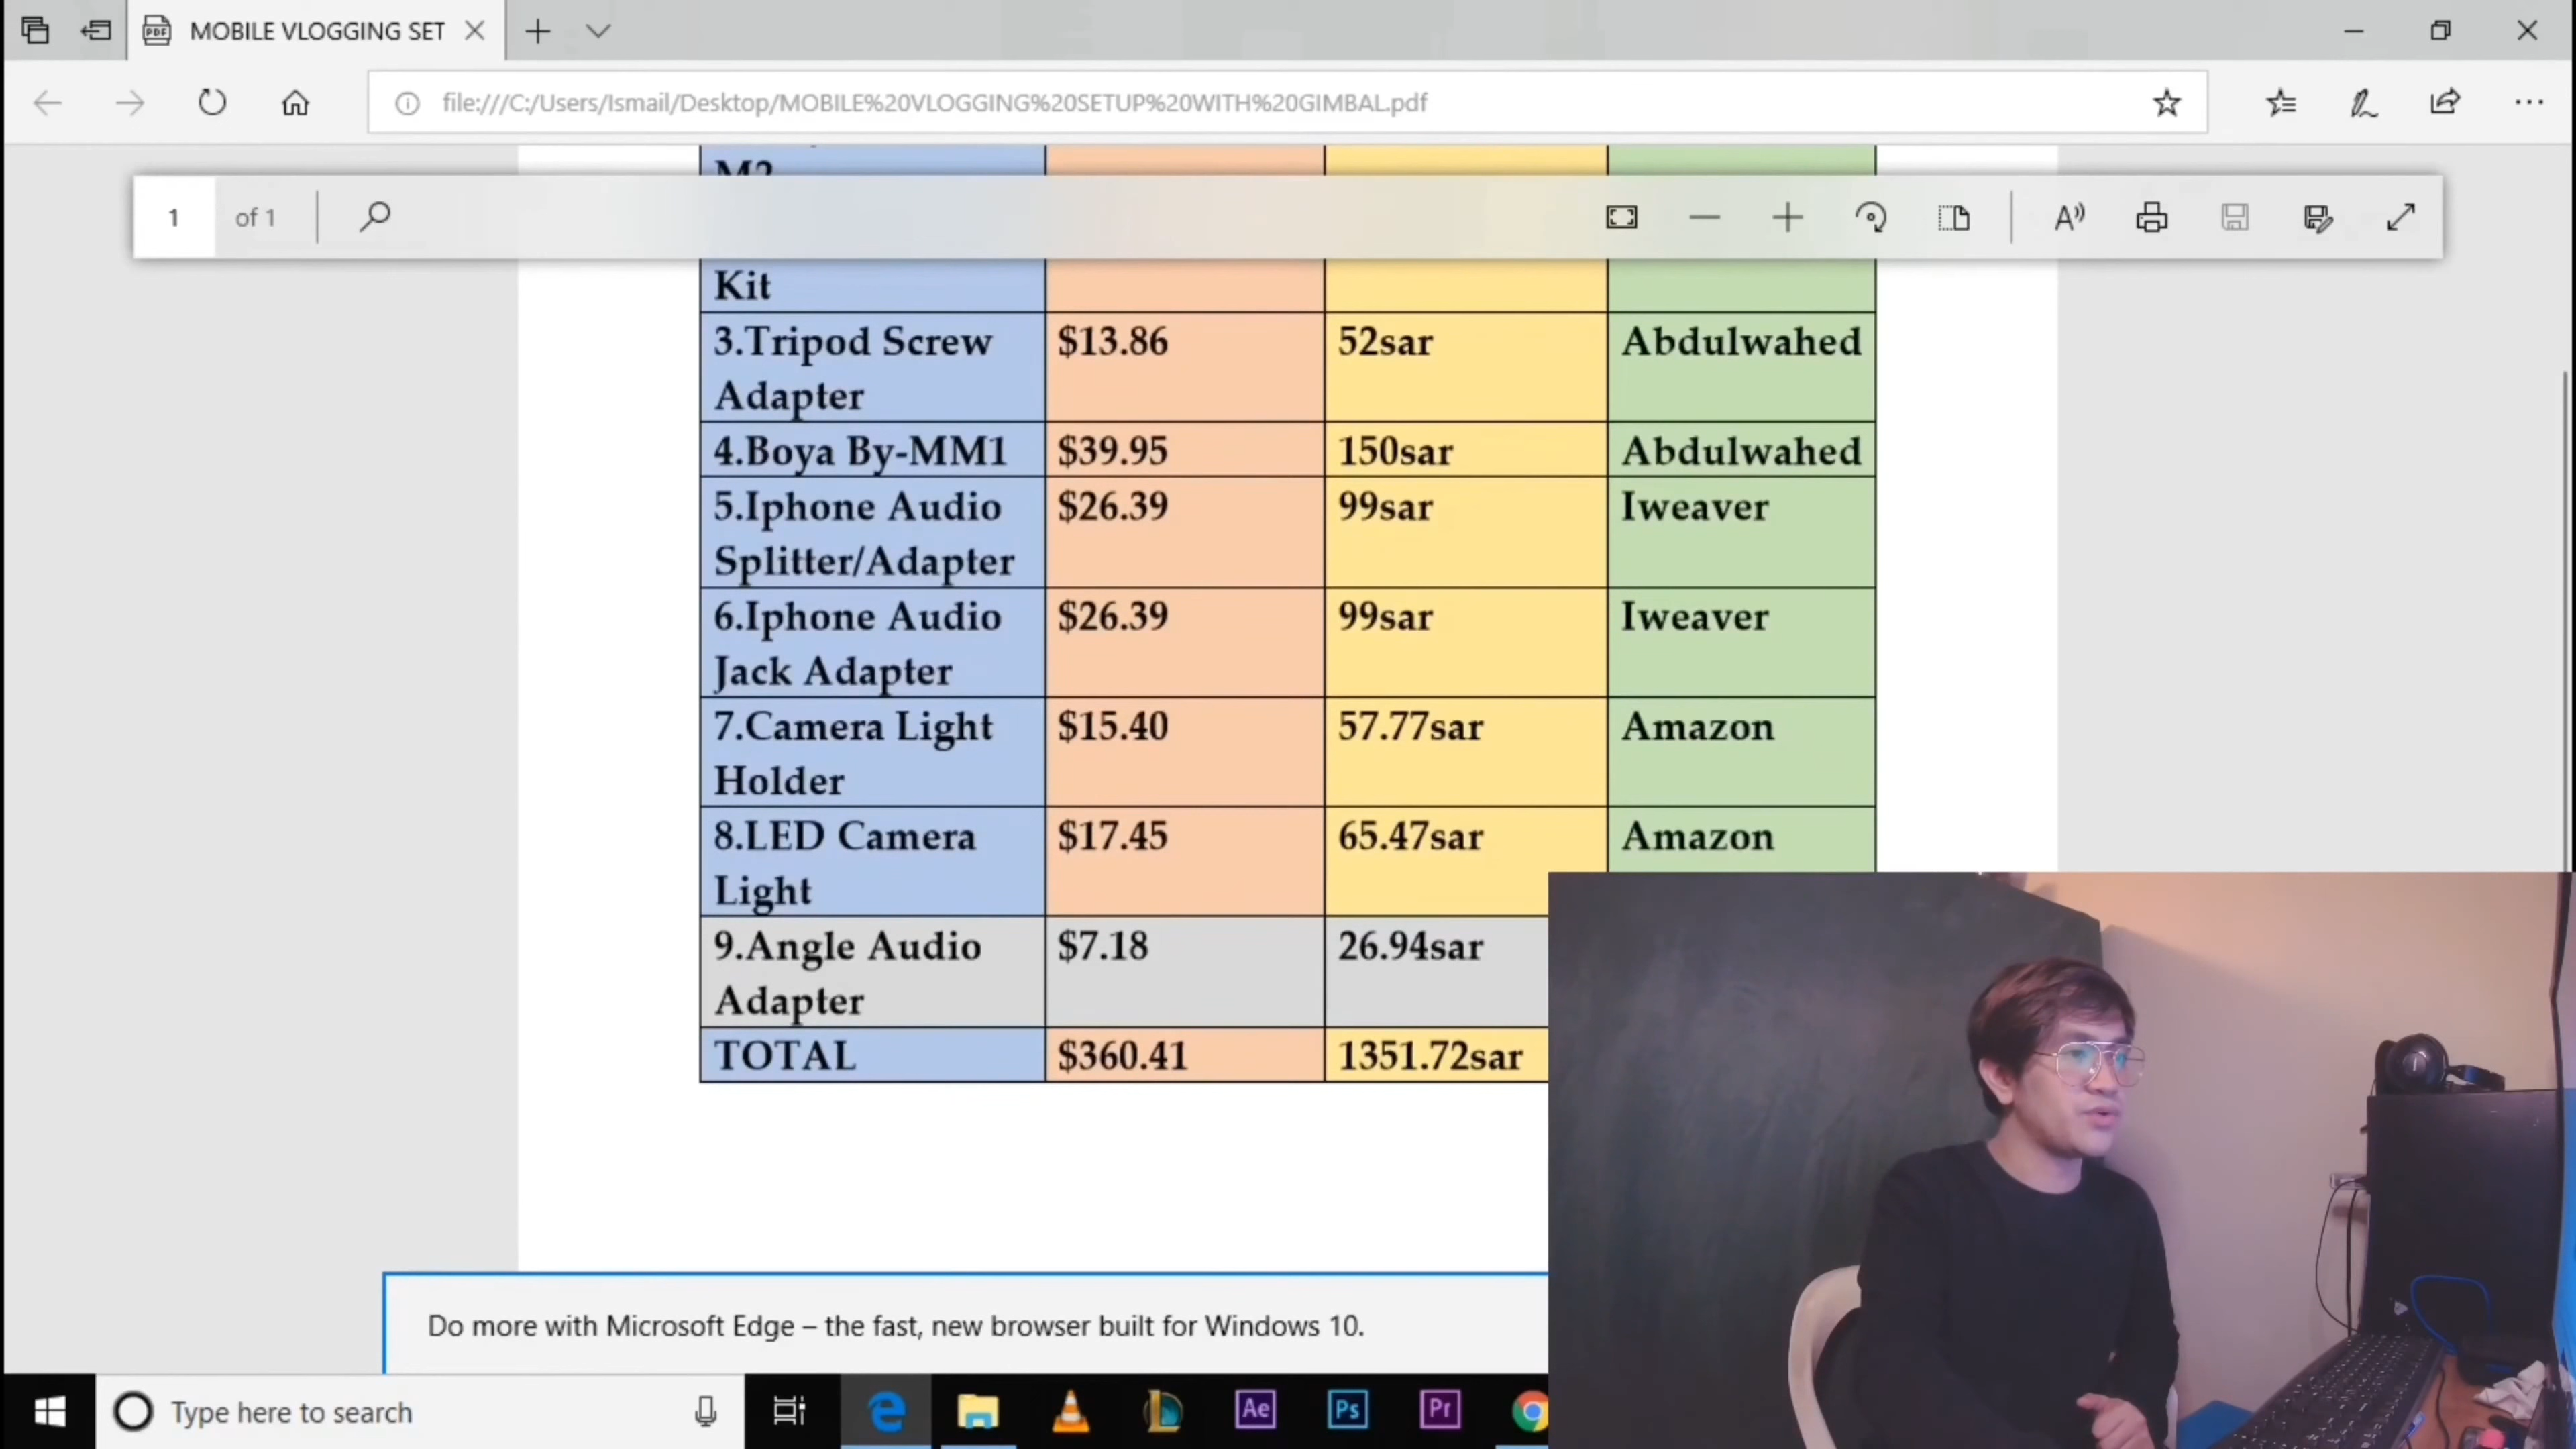 MOBILE VLOGGING SET
file:///C:/Users/Ismail/Desktop/MOBILE%20VLOGGING%20SETUP%20WITH%20GIMBAL.pdf
1 of 1
Kit
3.Tripod Screw Adapter $13.86 52sar Abdulwahed
4.Boya By-MM1 $39.95 150sar Abdulwahed
5.Iphone Audio Splitter/Adapter $26.39 99sar Iweaver
6.Iphone Audio Jack Adapter $26.39 99sar Iweaver
7.Camera Light Holder $15.40 57.77sar Amazon
8.LED Camera Light $17.45 65.47sar Amazon
9.Angle Audio Adapter $7.18 26.94sar
TOTAL $360.41 1351.72sar
Do more with Microsoft Edge – the fast, new browser built for Windows 10.
Type here to search
Ae
Ps
Pr